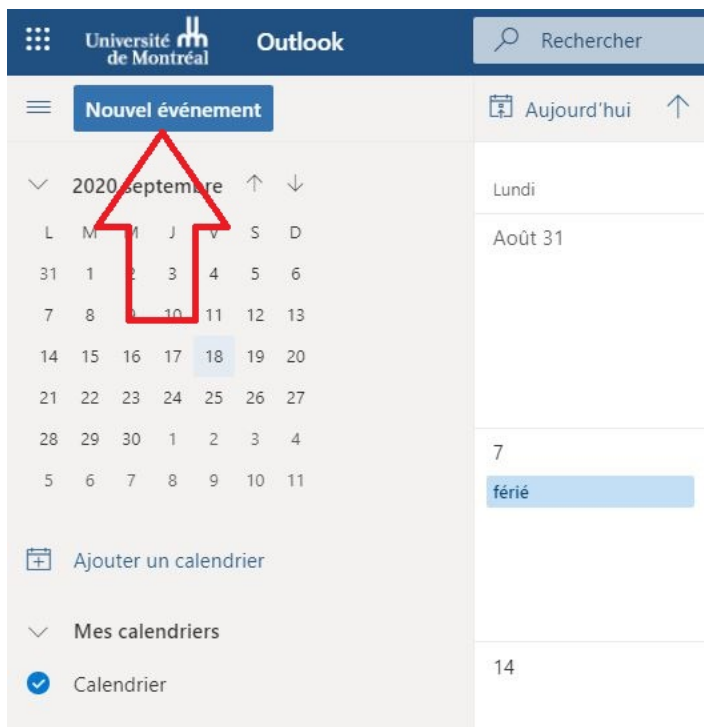 Université de Montréal
Outlook
Rechercher
Nouvel événement
Aujourd'hui
2020 septembre
Lundi
L M M J V S D
Août 31
31 1 2 3 4 5 6
7 8 9 10 11 12 13
14 15 16 17 18 19 20
21 22 23 24 25 26 27
28 29 30 1 2 3 4
7
5 6 7 8 9 10 11
férié
Ajouter un calendrier
Mes calendriers
14
Calendrier